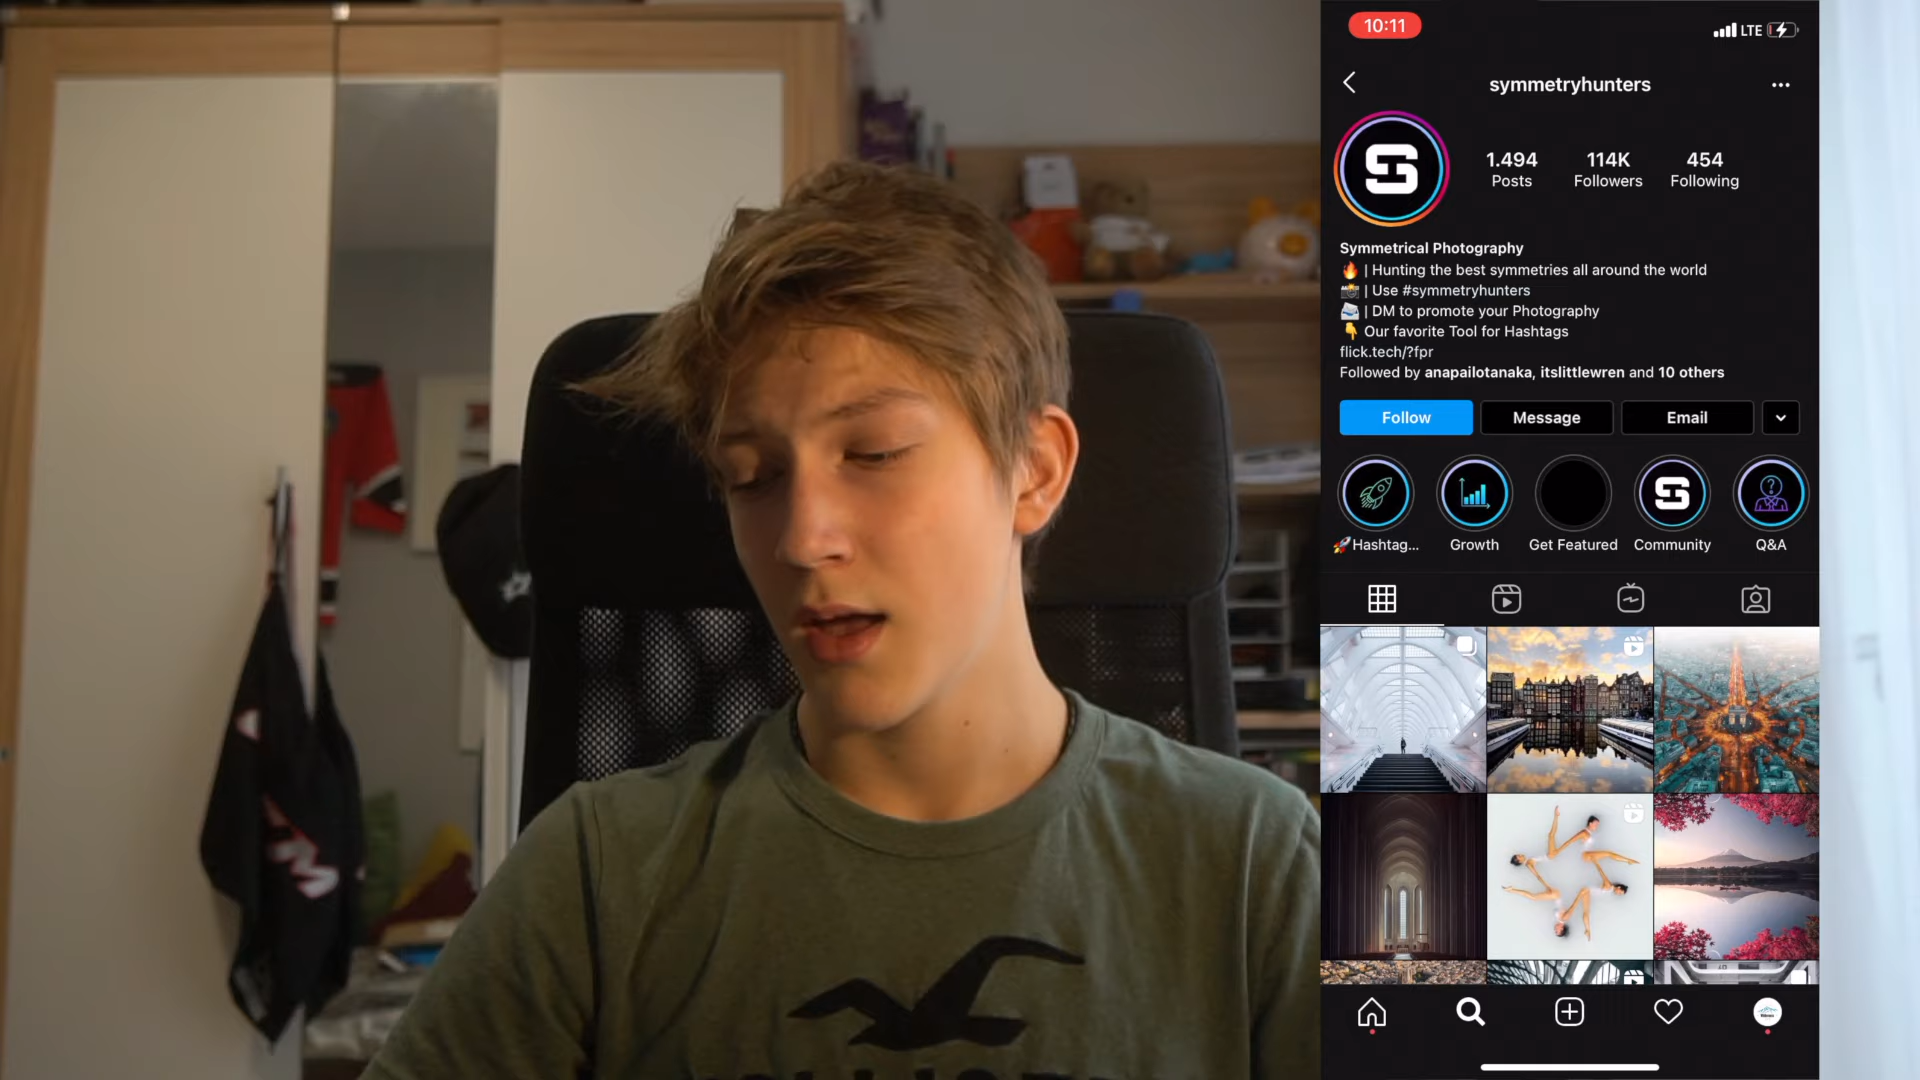 10:11
LTE
symmetryhunters
1.494
Posts
114K
Followers
454
Following
Symmetrical Photography
🔥 | Hunting the best symmetries all around the world
📸 | Use #symmetryhunters
📨 | DM to promote your Photography
👇 Our favorite Tool for Hashtags
flick.tech/?fpr
Followed by anapailotanaka, itslittlewren and 10 others
Follow
Message
Email
🚀Hashtag...
Growth
Get Featured
Community
Q&A